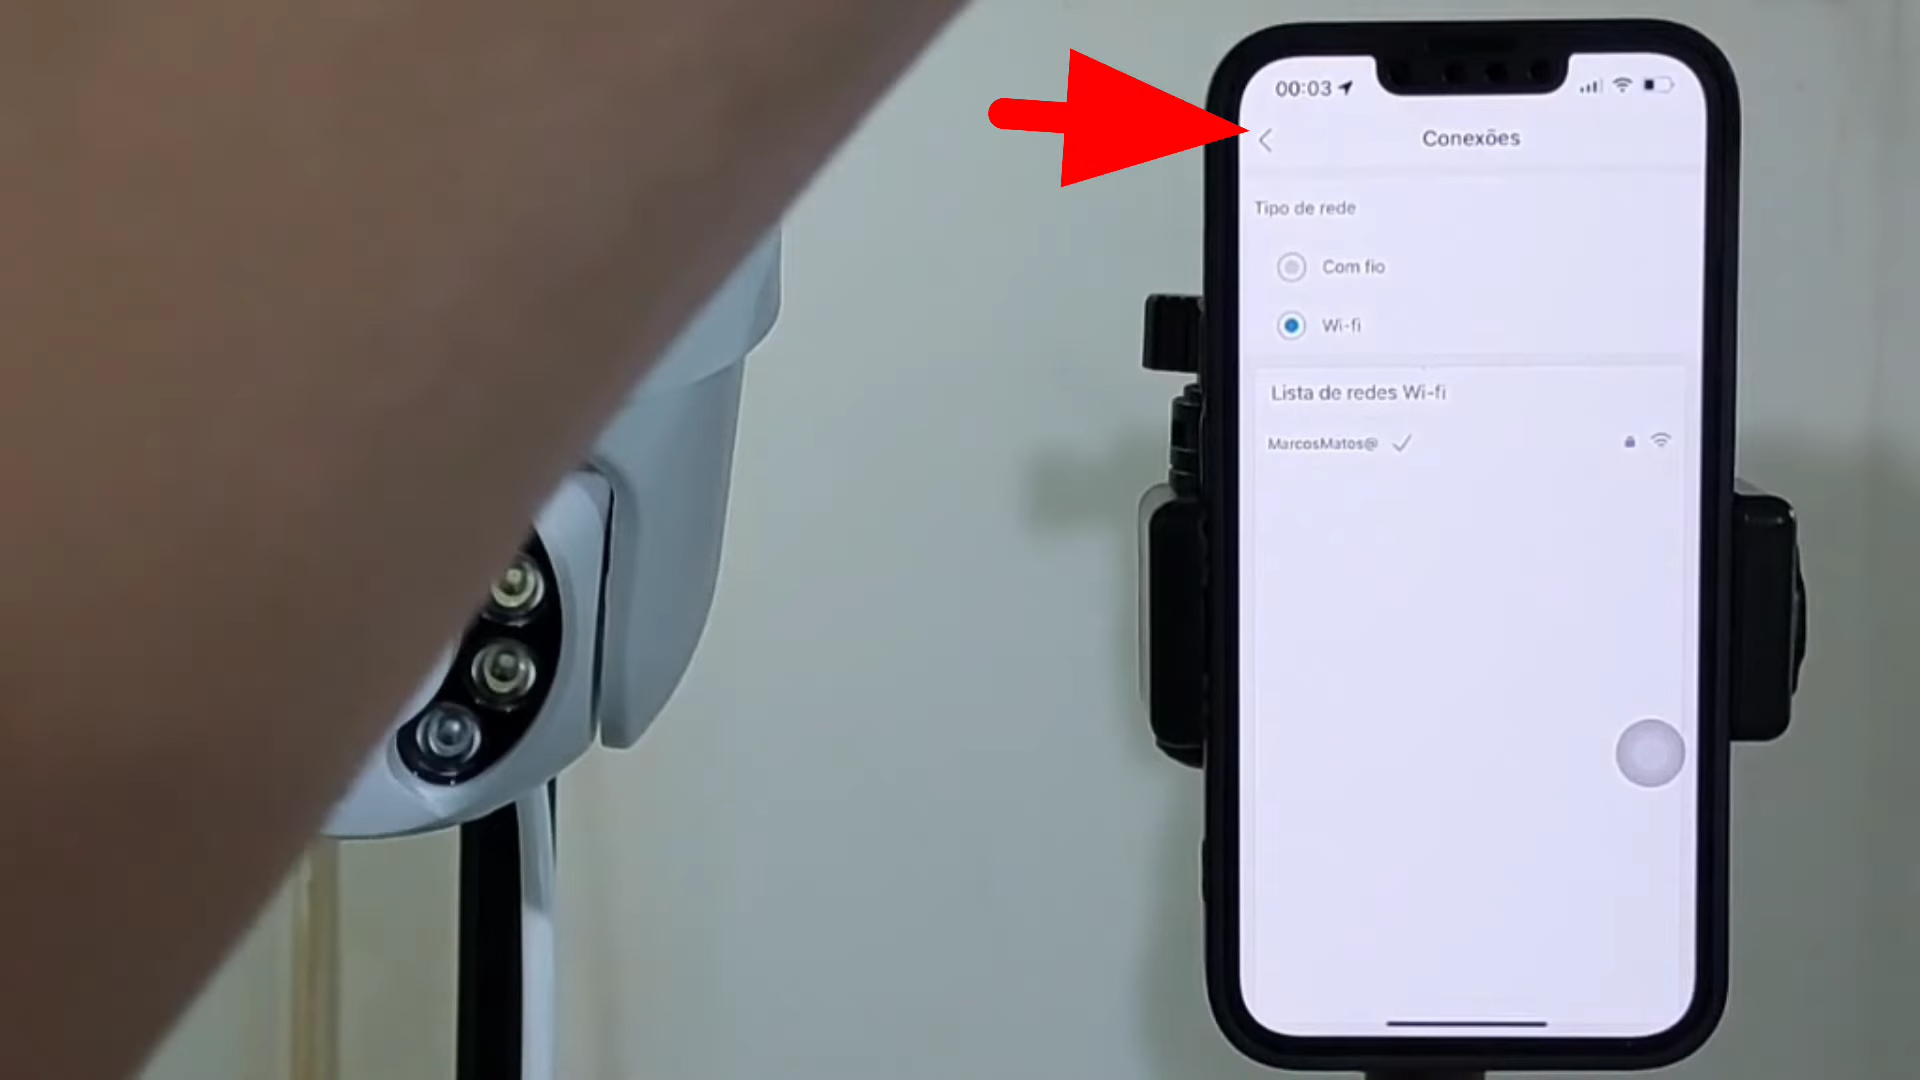 00:03
Conexões
Tipo de rede
Com fio
Wi-fi
Lista de redes Wi-fi
MarcosMatos@